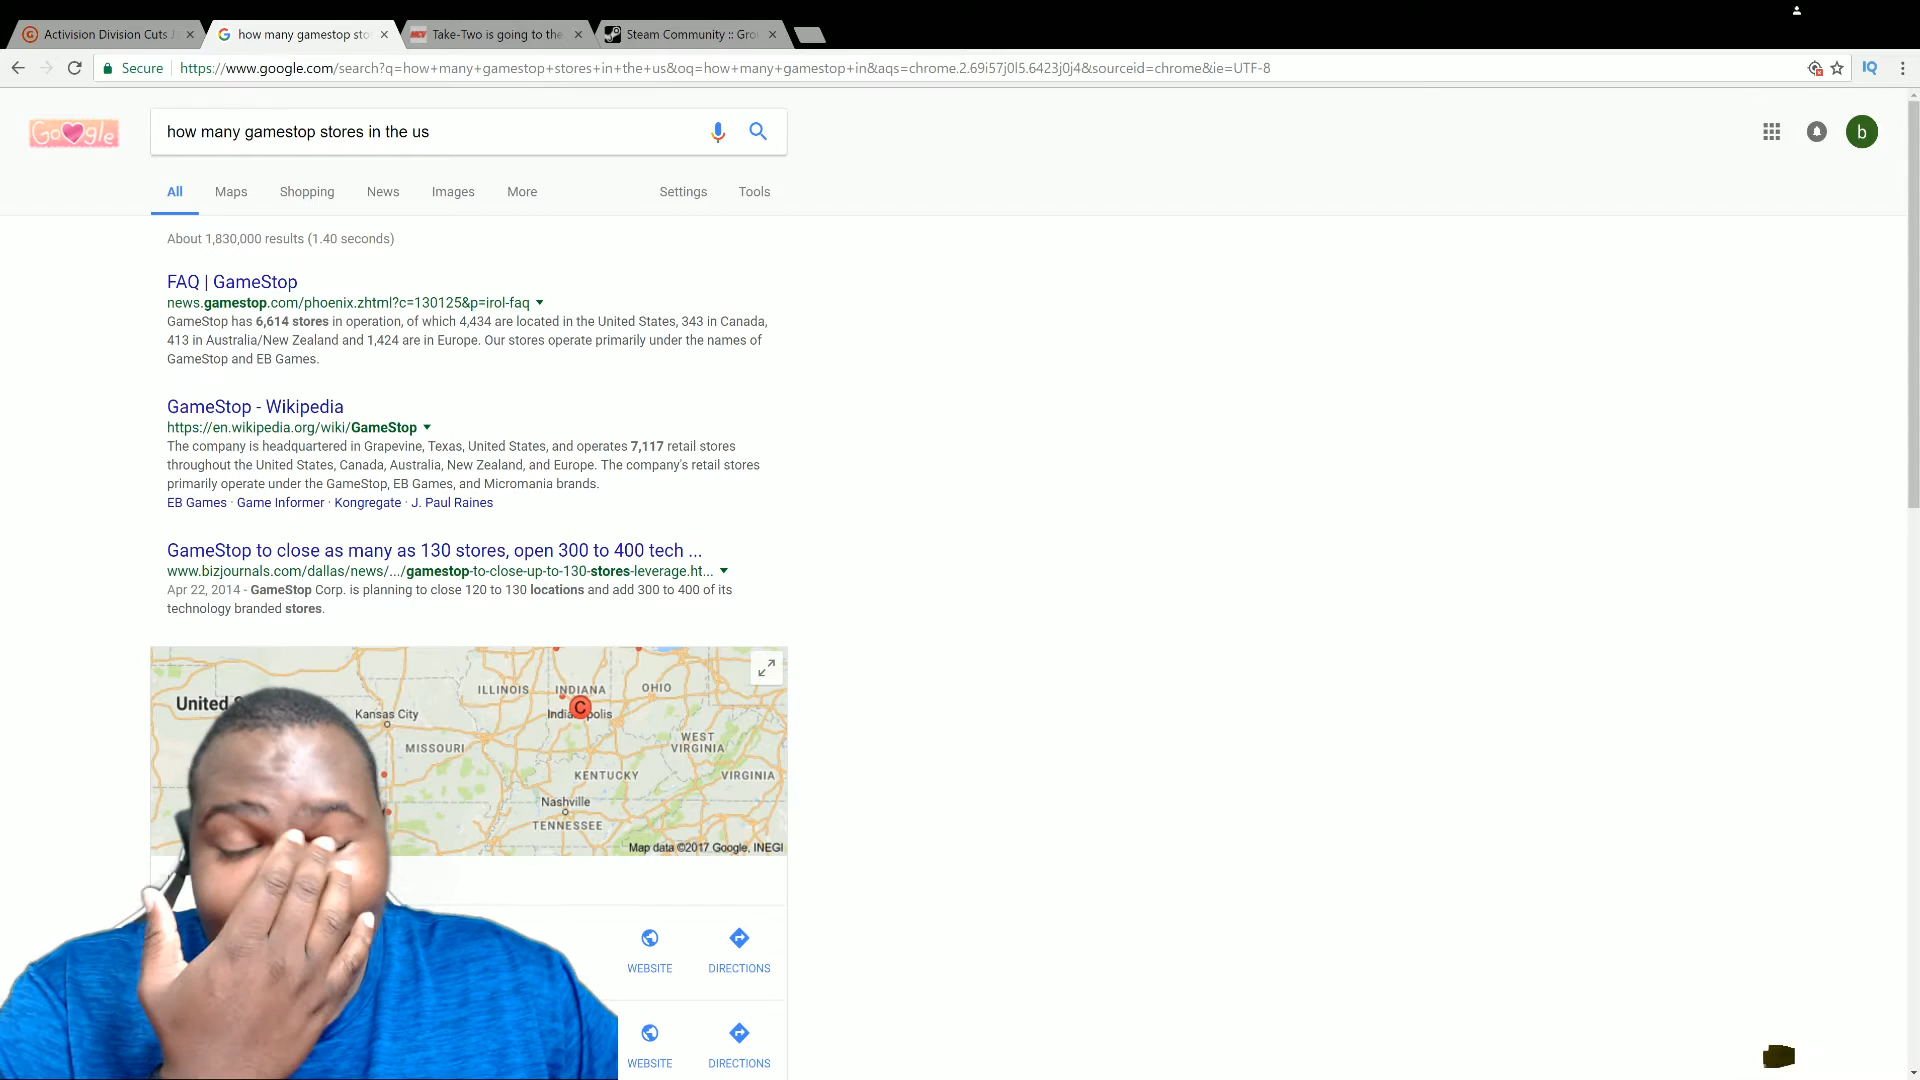 Activision Division Cuts J
how many gamestop sto
Take-Two is going to the
Steam Community :: Gro
Secure
https://www.google.com/search?q=how+many+gamestop+stores+in+the+us&oq=how+many+gamestop+in&aqs=chrome.2.69i57j0l5.6423j0j4&sourceid=chrome&ie=UTF-8
IQ
Google
how many gamestop stores in the us
b
All Maps Shopping News Images More Settings Tools
About 1,830,000 results (1.40 seconds)
FAQ | GameStop
news.gamestop.com/phoenix.zhtml?c=130125&p=irol-faq
GameStop has 6,614 stores in operation, of which 4,434 are located in the United States, 343 in Canada,
413 in Australia/New Zealand and 1,424 are in Europe. Our stores operate primarily under the names of
GameStop and EB Games.
GameStop - Wikipedia
https://en.wikipedia.org/wiki/GameStop
The company is headquartered in Grapevine, Texas, United States, and operates 7,117 retail stores
throughout the United States, Canada, Australia, New Zealand, and Europe. The company's retail stores
primarily operate under the GameStop, EB Games, and Micromania brands.
EB Games · Game Informer · Kongregate · J. Paul Raines
GameStop to close as many as 130 stores, open 300 to 400 tech ...
www.bizjournals.com/dallas/news/.../gamestop-to-close-up-to-130-stores-leverage.ht...
Apr 22, 2014 - GameStop Corp. is planning to close 120 to 130 locations and add 300 to 400 of its
technology branded stores.
ILLINOIS INDIANA OHIO
United
C
Kansas City
MISSOURI
WEST
VIRGINIA
KENTUCKY VIRGINIA
Nashville
TENNESSEE
Map data ©2017 Google, INEGI
WEBSITE DIRECTIONS
WEBSITE DIRECTIONS